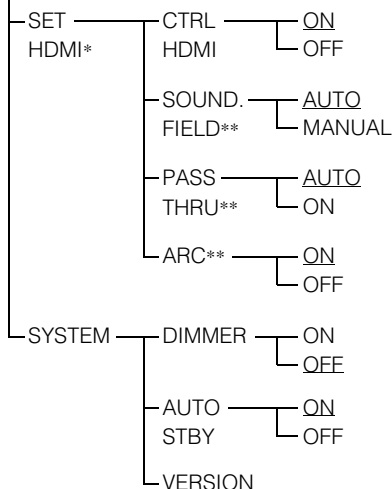 SET CTRL ON
HDMI* HDMI OFF
SOUND. AUTO
FIELD** MANUAL
PASS AUTO
THRU** ON
ARC** ON
OFF
SYSTEM DIMMER ON
OFF
AUTO ON
STBY OFF
VERSION